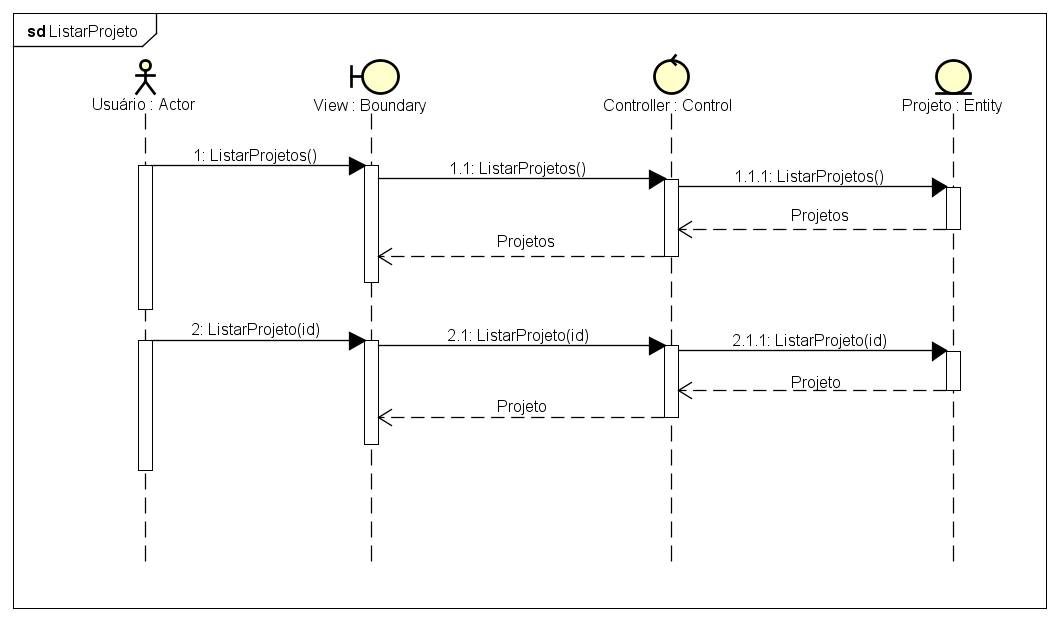 sd ListarProjeto
Usuário : Actor
View : Boundary
Controller : Control
Projeto : Entity
1: ListarProjetos()
1.1: ListarProjetos()
1.1.1: ListarProjetos()
Projetos
Projetos
2: ListarProjeto(id)
2.1: ListarProjeto(id)
2.1.1: ListarProjeto(id)
Projeto
Projeto